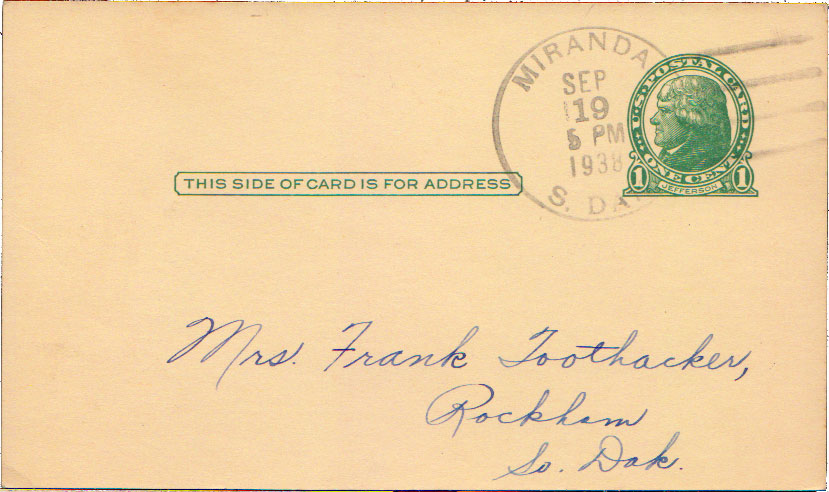 MIRANDA
SEP
19
5 PM
1938
S. DAK.
U.S. POSTAL CARD
ONE CENT
1 JEFFERSON 1
THIS SIDE OF CARD IS FOR ADDRESS
Mrs. Frank Toothacker,
Rockham
So. Dak.